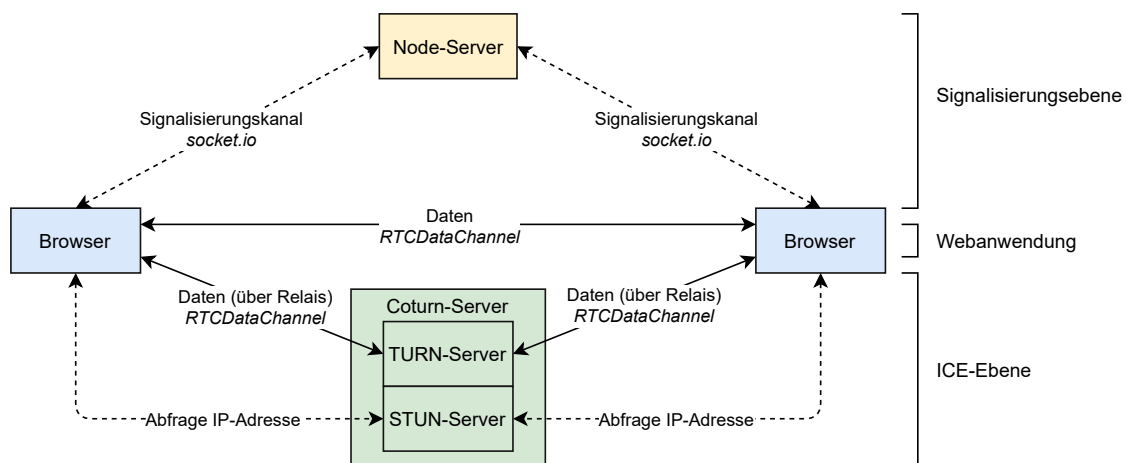 Node-Server
Signalisierungsebene
Signalisierungskanal
socket.io
Signalisierungskanal
socket.io
Browser
Daten
RTCDataChannel
Browser
Webanwendung
Daten (über Relais)
RTCDataChannel
Coturn-Server
Daten (über Relais)
RTCDataChannel
TURN-Server
ICE-Ebene
Abfrage IP-Adresse
STUN-Server
Abfrage IP-Adresse